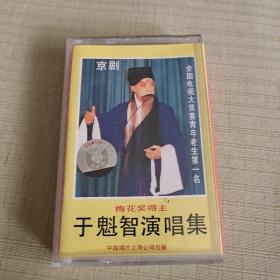 京剧
全国电视大奖赛青年老生第一名
梅花奖得主
于魁智演唱集
中国唱片上海公司出版